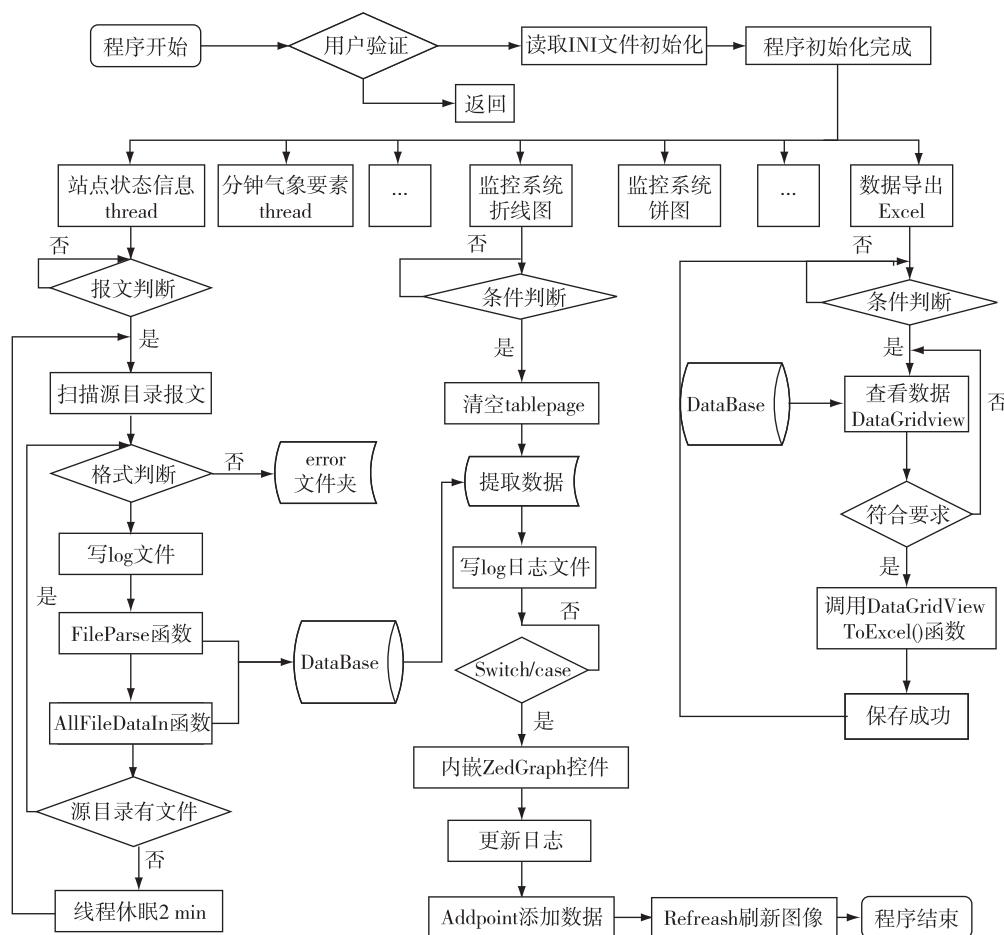 程序开始
用户验证
读取INI文件初始化
程序初始化完成
返回
站点状态信息
thread
分钟气象要素
thread
...
监控系统
折线图
监控系统
饼图
...
数据导出
Excel
否
报文判断
是
扫描源目录报文
格式判断
否
error
文件夹
写log文件
是
FileParse函数
AllFileDataIn函数
DataBase
源目录有文件
否
线程休眠2 min
否
条件判断
是
清空tablepage
提取数据
写log日志文件
否
Switch/case
是
内嵌ZedGraph控件
更新日志
Addpoint添加数据
Refreash刷新图像
程序结束
否
条件判断
是
DataBase
查看数据
DataGridview
否
符合要求
是
调用DataGridView
ToExcel()函数
保存成功